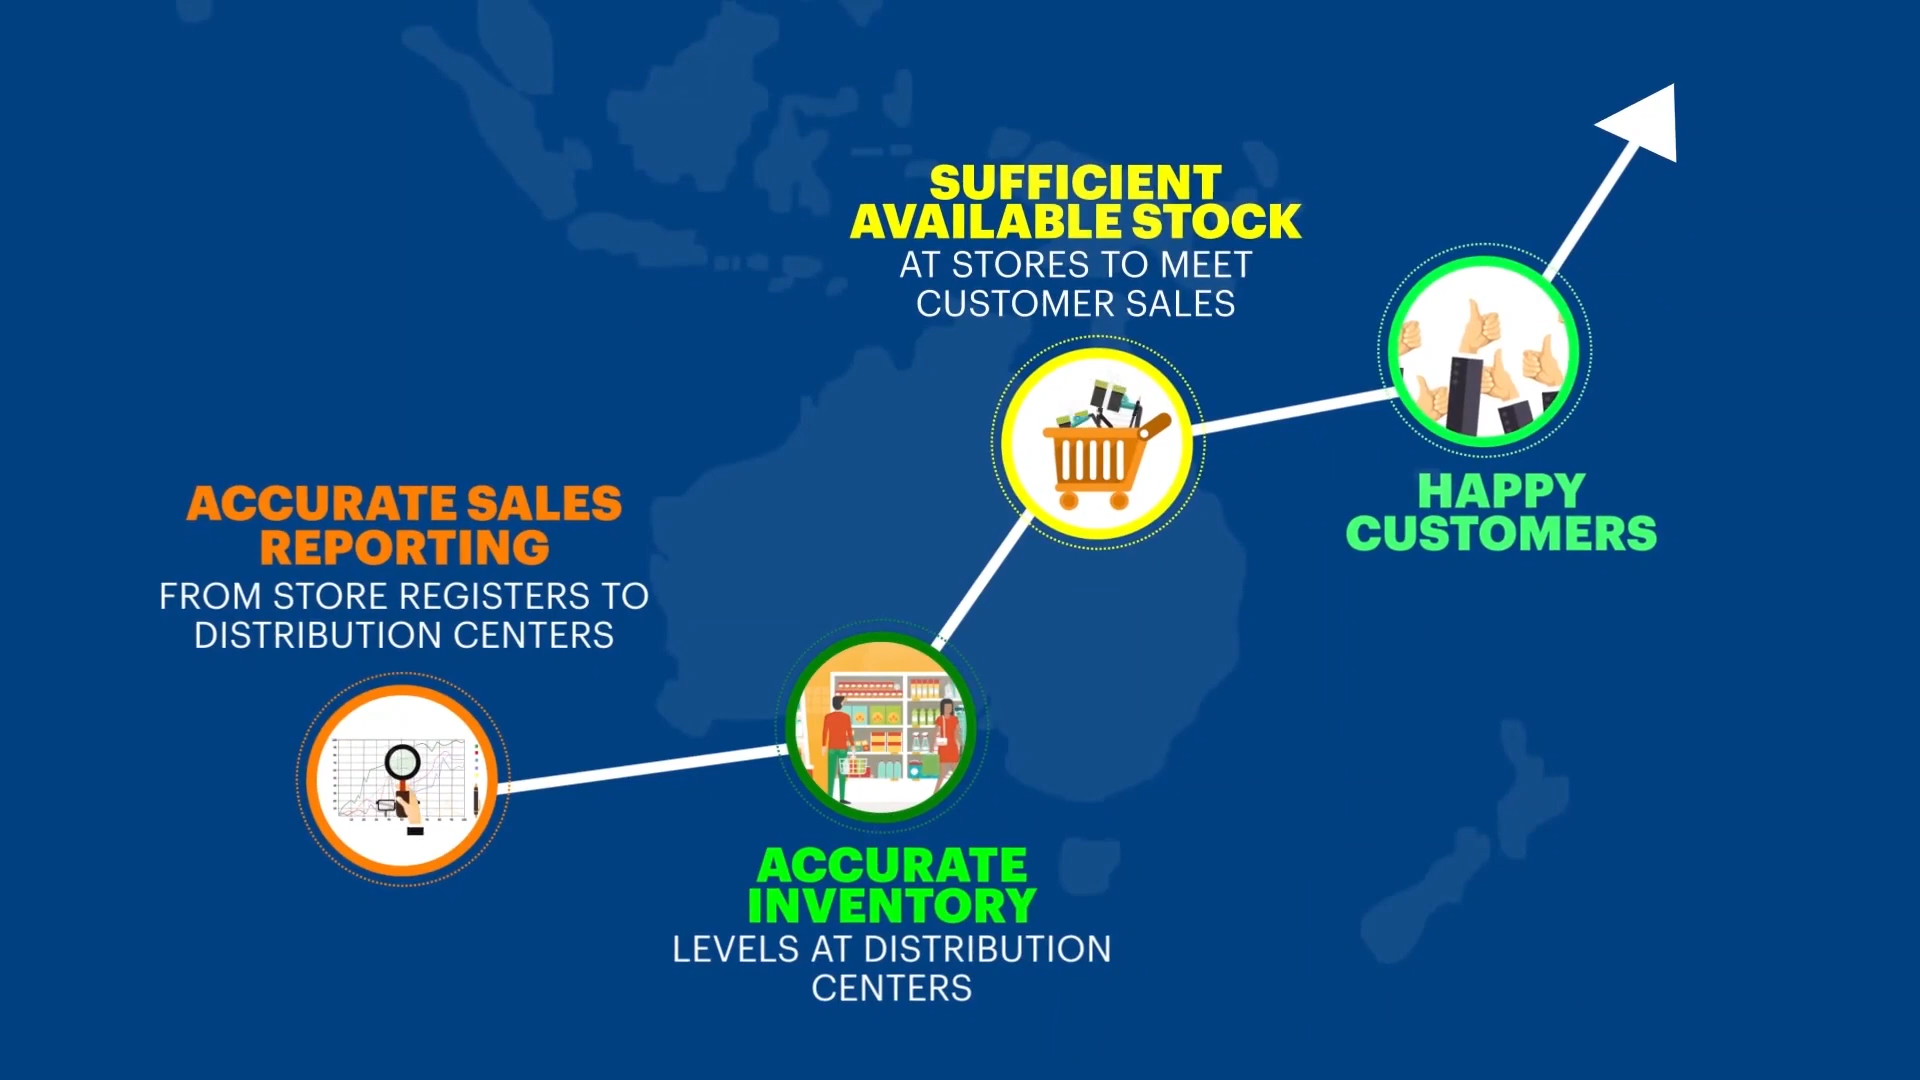 ACCURATE SALES
REPORTING
FROM STORE REGISTERS TO
DISTRIBUTION CENTERS
ACCURATE
INVENTORY
LEVELS AT DISTRIBUTION
CENTERS
SUFFICIENT
AVAILABLE STOCK
AT STORES TO MEET
CUSTOMER SALES
HAPPY
CUSTOMERS